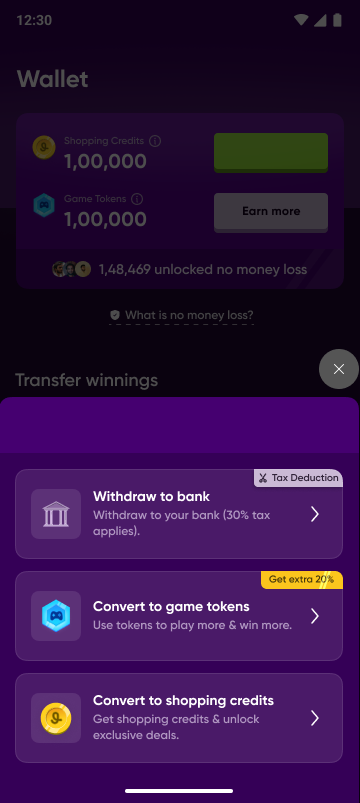 12:30
Wallet
Shopping Credits
1,00,000
Game Tokens
1,00,000
Earn more
1,48,469 unlocked no money loss
What is no money loss?
Transfer winnings
Tax Deduction
Withdraw to bank
Withdraw to your bank (30% tax
applies).
Get extra 20%
Convert to game tokens
Use tokens to play more & win more.
Convert to shopping credits
Get shopping credits & unlock
exclusive deals.